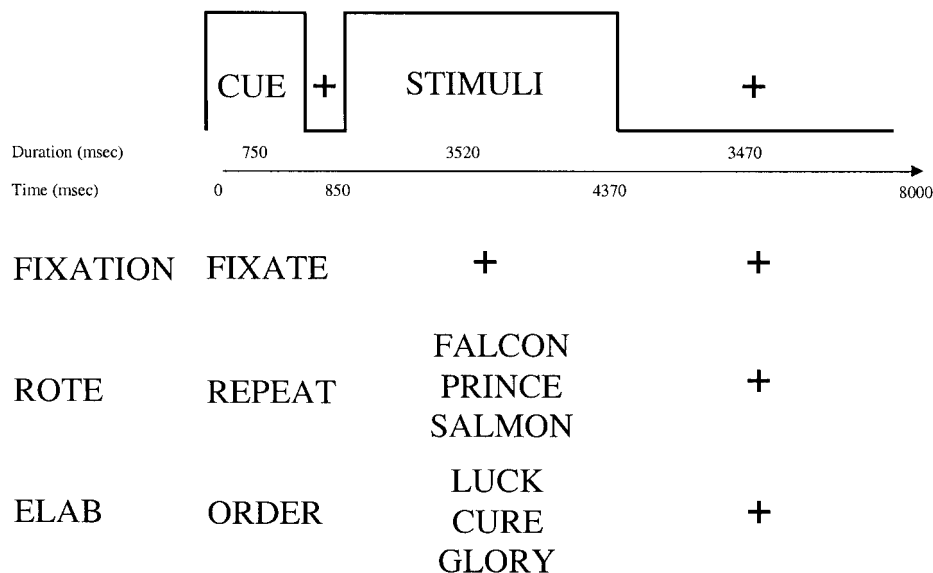 CUE + STIMULI +
Duration (msec) 750 3520 3470
Time (msec) 0 850 4370 8000
FIXATION FIXATE + +
ROTE REPEAT FALCON PRINCE SALMON +
ELAB ORDER LUCK CURE GLORY +